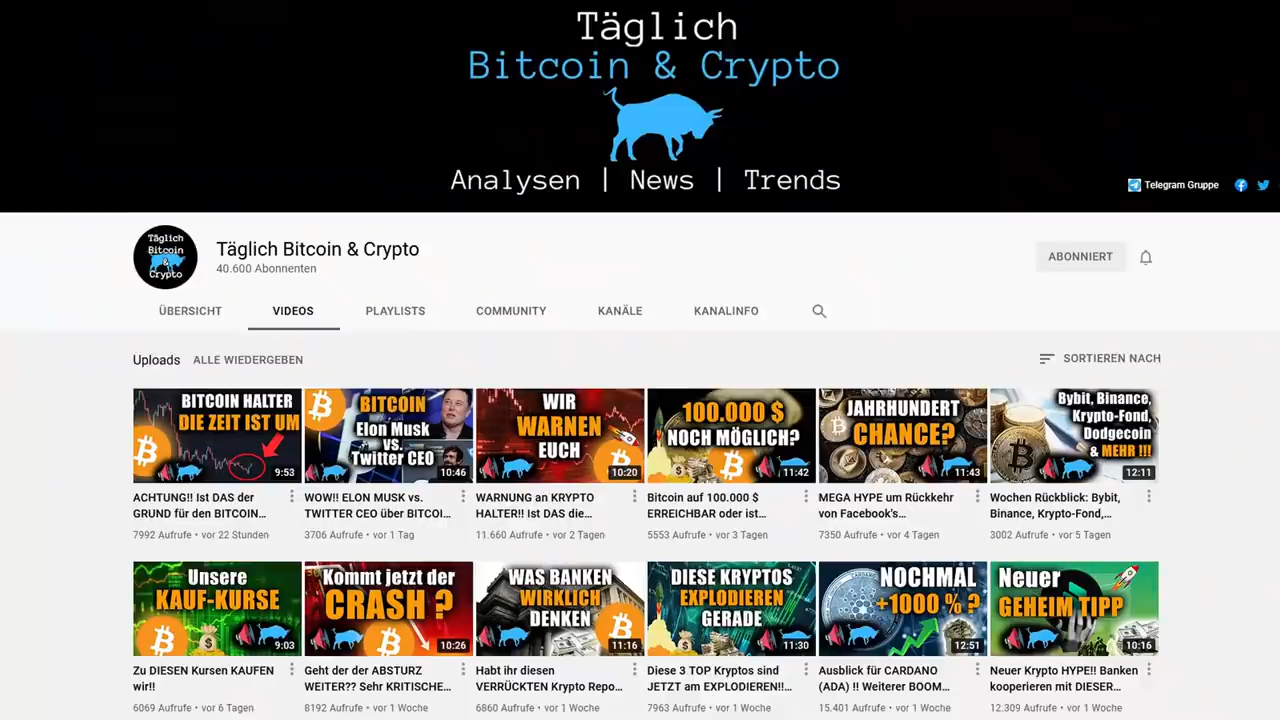 Täglich
Bitcoin & Crypto
Analysen | News | Trends
Telegram Gruppe
Täglich
Bitcoin
&
Crypto
Täglich Bitcoin & Crypto
40.600 Abonnenten
ABONNIERT
ÜBERSICHT VIDEOS PLAYLISTS COMMUNITY KANÄLE KANALINFO
Uploads ALLE WIEDERGEBEN
SORTIEREN NACH
BITCOIN HALTER
DIE ZEIT IST UM
9:53
ACHTUNG!! Ist DAS der
GRUND für den BITCOIN...
7992 Aufrufe • vor 22 Stunden
BITCOIN
Elon Musk
vs.
Twitter CEO
10:46
WOW!! ELON MUSK vs.
TWITTER CEO über BITCOI...
3706 Aufrufe • vor 1 Tag
WIR
WARNEN
EUCH
10:20
WARNUNG an KRYPTO
HALTER!! Ist DAS die...
11.660 Aufrufe • vor 2 Tagen
100.000 $
NOCH MÖGLICH?
11:42
Bitcoin auf 100.000 $
ERREICHBAR oder ist...
5553 Aufrufe • vor 3 Tagen
JAHRHUNDERT
CHANCE?
11:43
MEGA HYPE um Rückkehr
von Facebook's...
7350 Aufrufe • vor 4 Tagen
Bybit, Binance,
Krypto-Fond,
Dodgecoin
& MEHR !!!
12:11
Wochen Rückblick: Bybit,
Binance, Krypto-Fond,...
3002 Aufrufe • vor 5 Tagen
Unsere
KAUF-KURSE
9:03
Zu DIESEN Kursen KAUFEN
wir!!
6069 Aufrufe • vor 6 Tagen
Kommt jetzt der
CRASH ?
10:26
Geht der der ABSTURZ
WEITER?? Sehr KRITISCHE...
8192 Aufrufe • vor 1 Woche
WAS BANKEN
WIRKLICH
DENKEN
11:16
Habt ihr diesen
VERRÜCKTEN Krypto Repo...
6860 Aufrufe • vor 1 Woche
DIESE KRYPTOS
EXPLODIEREN
GERADE
11:30
Diese 3 TOP Kryptos sind
JETZT am EXPLODIEREN!!...
7963 Aufrufe • vor 1 Woche
NOCHMAL
+1000 % ?
12:51
Ausblick für CARDANO
(ADA) !! Weiterer BOOM...
15.401 Aufrufe • vor 1 Woche
Neuer
GEHEIM TIPP
10:16
Neuer Krypto HYPE!! Banken
kooperieren mit DIESER...
12.309 Aufrufe • vor 1 Woche